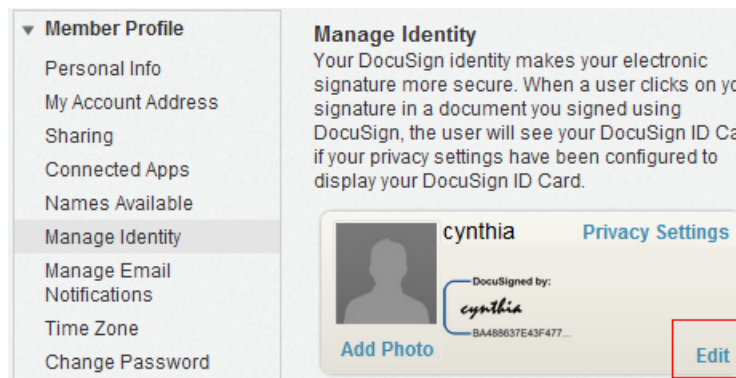 Member Profile
Personal Info
My Account Address
Sharing
Connected Apps
Names Available
Manage Identity
Manage Email
Notifications
Time Zone
Change Password
Manage Identity
Your DocuSign identity makes your electronic
signature more secure. When a user clicks on yo
signature in a document you signed using
DocuSign, the user will see your DocuSign ID Ca
if your privacy settings have been configured to
display your DocuSign ID Card.
cynthia
Privacy Settings
DocuSigned by:
cynthia
BA488637E43F477...
Add Photo
Edit